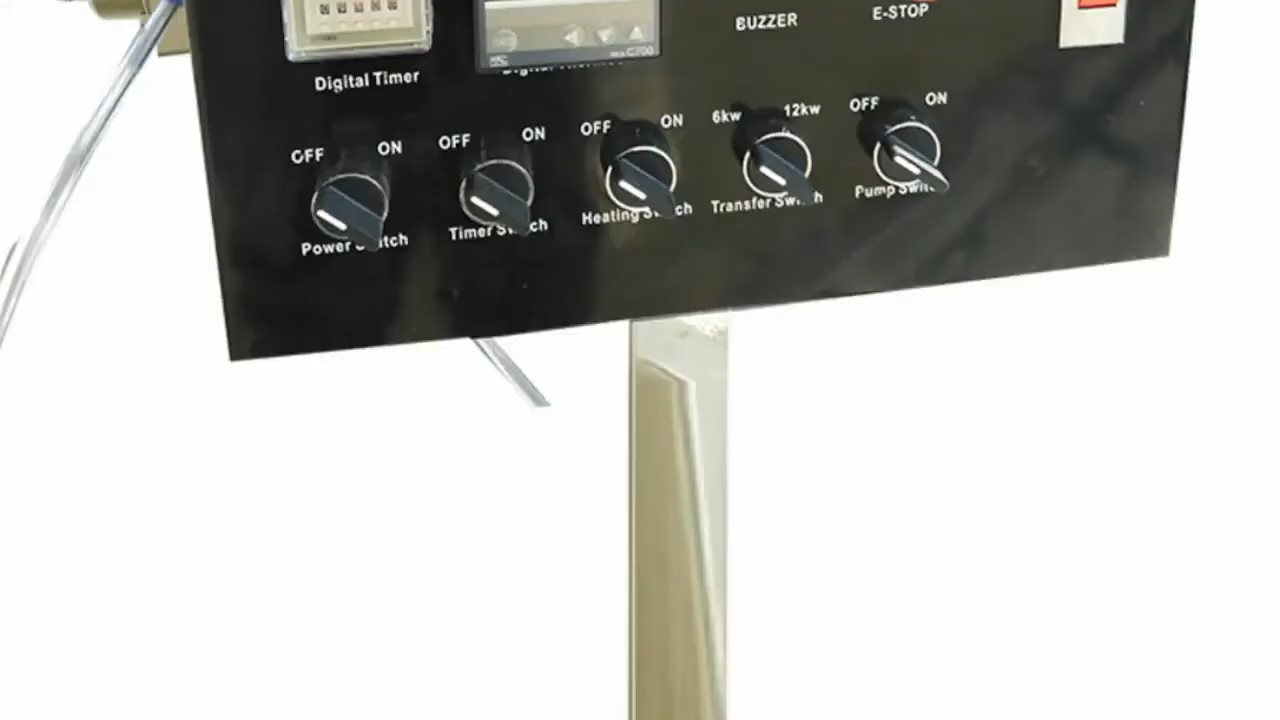 BUZZER
E-STOP
Digital Timer
OFF ON
OFF ON
OFF ON
6kw 12kw
OFF ON
Power Switch
Timer Switch
Heating Switch
Transfer Switch
Pump Switch